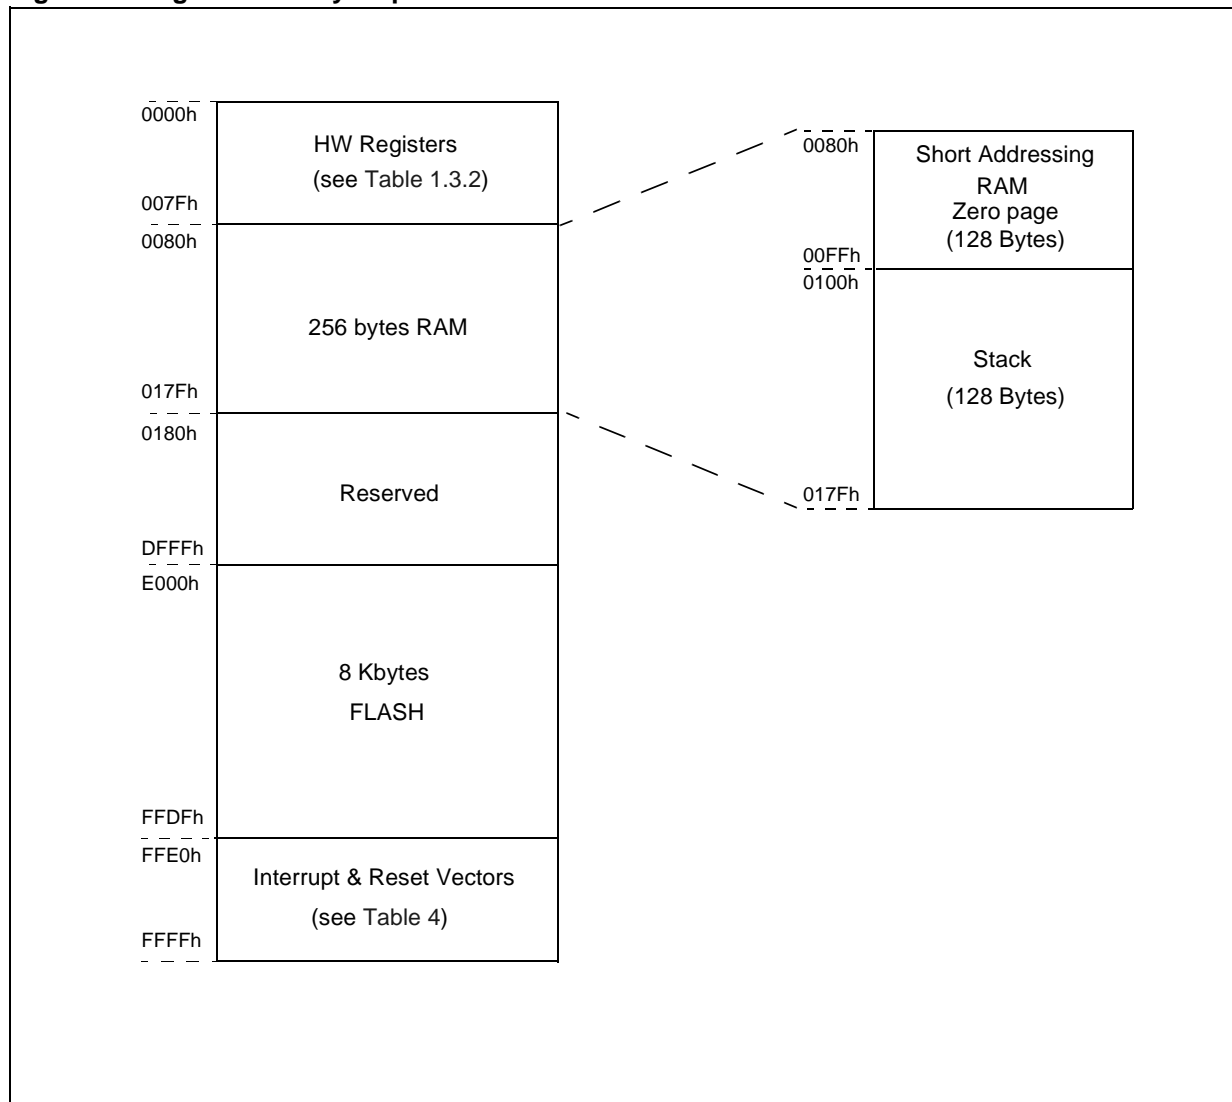 0000h
HW Registers
(see Table 1.3.2)
007Fh
0080h
256 bytes RAM
017Fh
0180h
Reserved
DFFFh
E000h
8 Kbytes
FLASH
FFDFh
FFE0h
Interrupt & Reset Vectors
(see Table 4)
FFFFh
0080h
Short Addressing
RAM
Zero page
(128 Bytes)
00FFh
0100h
Stack
(128 Bytes)
017Fh